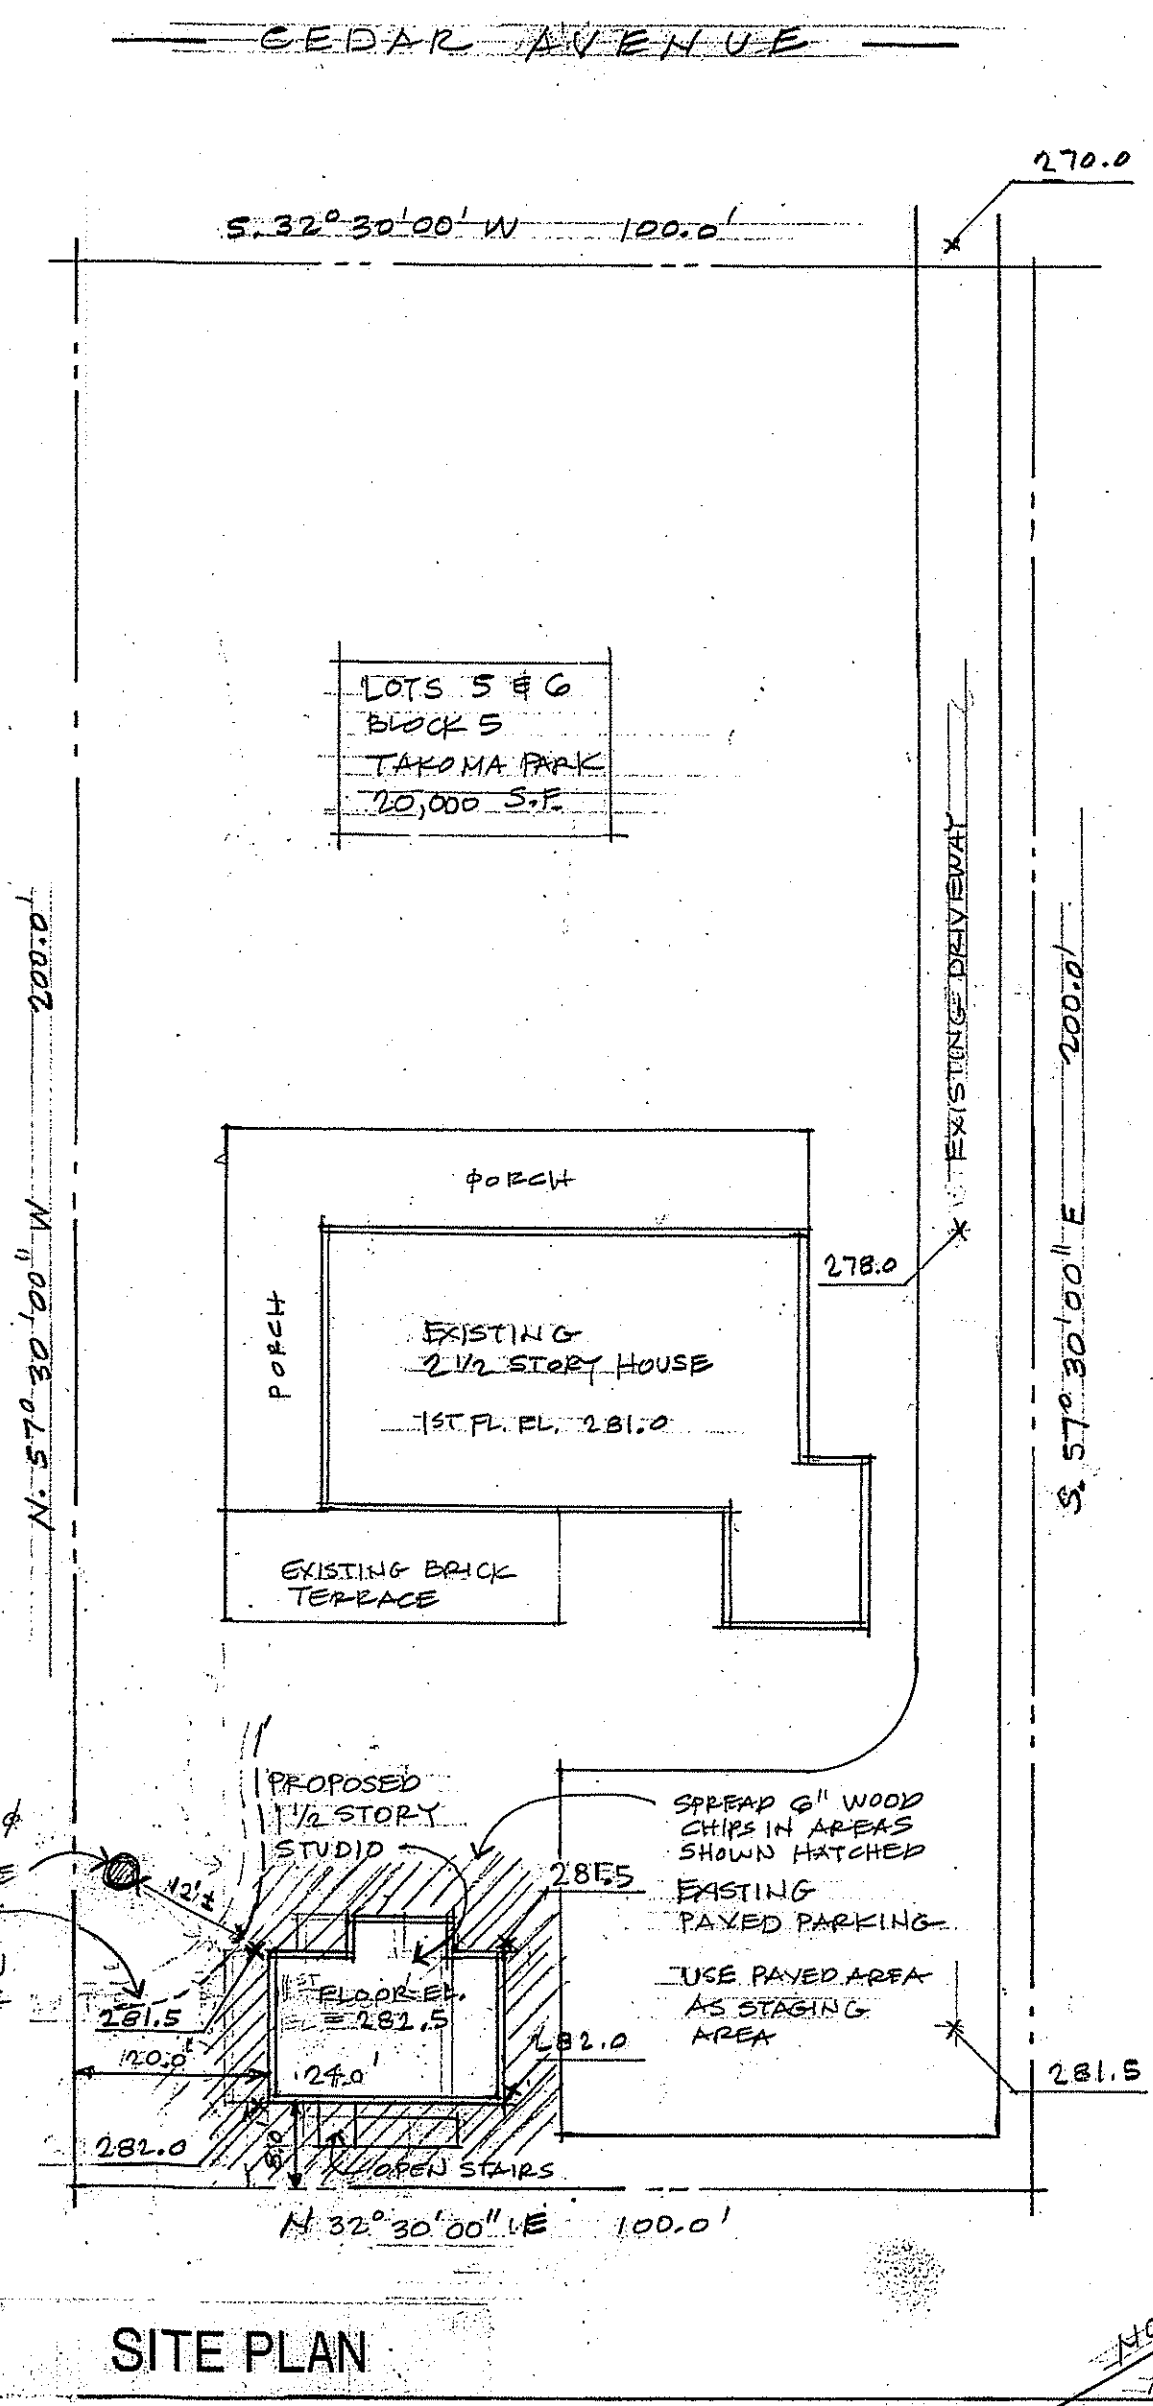 CEDAR AVENUE
270.0
S. 32° 30' 00' W 100.0'
LOTS 5 & 6
BLOCK 5
TAKOMA PARK
20,000 S.F.
EXISTING DRIVEWAY
N. 57° 30' 00" W 200.0'
S. 57° 30' 00" E 200.0'
PORCH
PORCH
278.0
EXISTING
2 1/2 STORY HOUSE
1ST FL. EL. 281.0
EXISTING BRICK
TERRACE
PROPOSED
1 1/2 STORY
STUDIO
SPREAD 6" WOOD
CHIPS IN AREAS
SHOWN HATCHED
281.5
EXISTING
PAVED PARKING
12'±
USE PAVED AREA
AS STAGING
AREA
1ST
FLOOR EL.
= 282.5
281.5
282.0
20.0'
24.0'
281.5
282.0
8.0'
OPEN STAIRS
N 32° 30' 00" E 100.0'
SITE PLAN